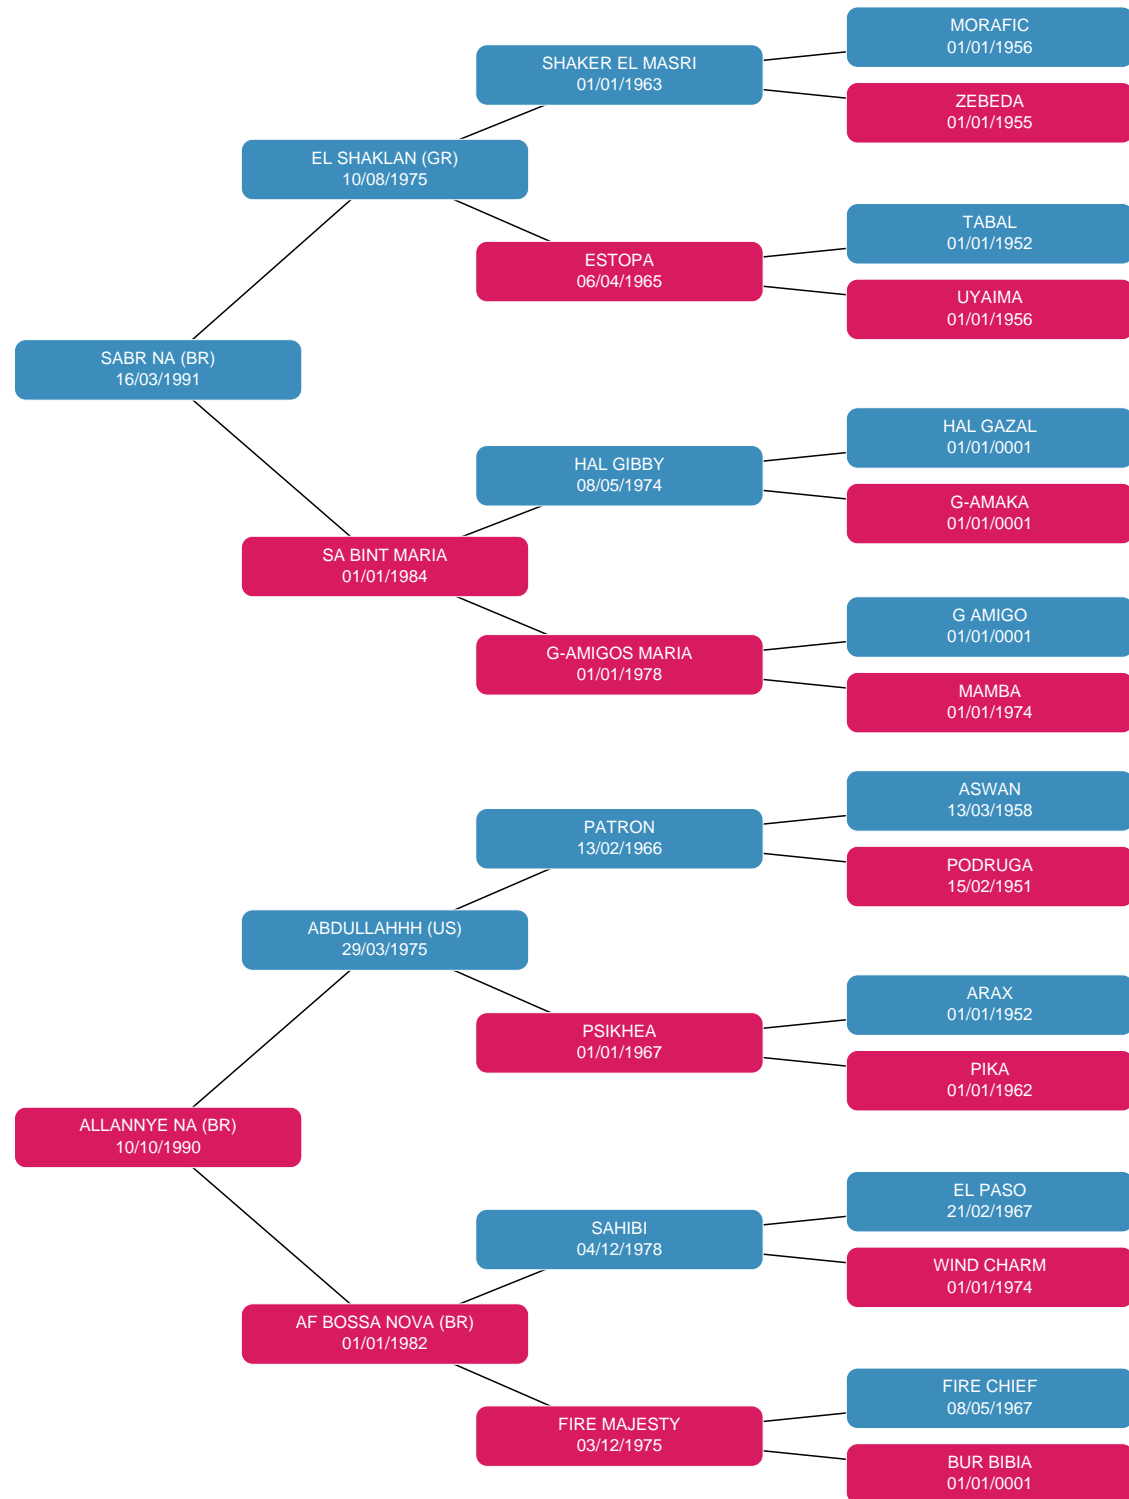 MORAFIC
01/01/1956
SHAKER EL MASRI
01/01/1963
ZEBEDA
01/01/1955
EL SHAKLAN (GR)
10/08/1975
TABAL
01/01/1952
ESTOPA
06/04/1965
UYAIMA
01/01/1956
SABR NA (BR)
16/03/1991
HAL GAZAL
01/01/0001
HAL GIBBY
08/05/1974
G-AMAKA
01/01/0001
SA BINT MARIA
01/01/1984
G AMIGO
01/01/0001
G-AMIGOS MARIA
01/01/1978
MAMBA
01/01/1974
ASWAN
13/03/1958
PATRON
13/02/1966
PODRUGA
15/02/1951
ABDULLAHHH (US)
29/03/1975
ARAX
01/01/1952
PSIKHEA
01/01/1967
PIKA
01/01/1962
ALLANNYE NA (BR)
10/10/1990
EL PASO
21/02/1967
SAHIBI
04/12/1978
WIND CHARM
01/01/1974
AF BOSSA NOVA (BR)
01/01/1982
FIRE CHIEF
08/05/1967
FIRE MAJESTY
03/12/1975
BUR BIBIA
01/01/0001